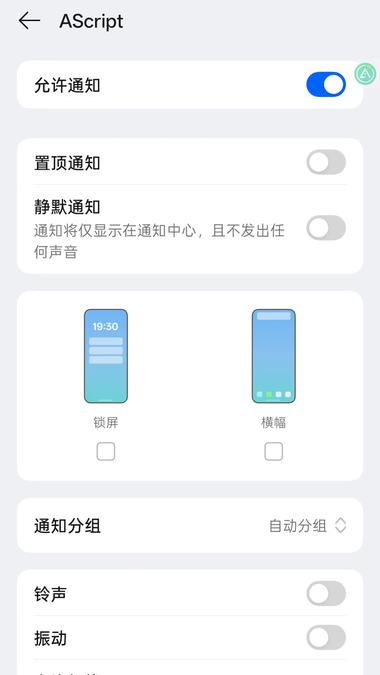 AScript
允许通知
置顶通知
静默通知
通知将仅显示在通知中心，且不发出任
何声音
19:30
锁屏
横幅
通知分组
自动分组
铃声
振动